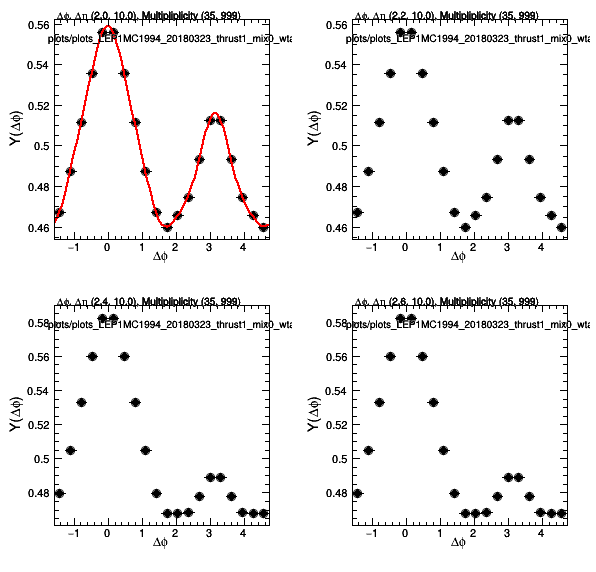 Δϕ, Δη (2.0, 10.0), Multipliplicity (35, 999)
plots/plots_LEP1MC1994_20180323_thrust1_mix0_wta
Y(Δϕ)
0.56
0.54
0.52
0.5
0.48
0.46
−1 0 1 2 3 4
Δϕ
Δϕ, Δη (2.2, 10.0), Multipliplicity (35, 999)
plots/plots_LEP1MC1994_20180323_thrust1_mix0_wta
Y(Δϕ)
0.56
0.54
0.52
0.5
0.48
0.46
−1 0 1 2 3 4
Δϕ
Δϕ, Δη (2.4, 10.0), Multipliplicity (35, 999)
plots/plots_LEP1MC1994_20180323_thrust1_mix0_wta
Y(Δϕ)
0.58
0.56
0.54
0.52
0.5
0.48
−1 0 1 2 3 4
Δϕ
Δϕ, Δη (2.6, 10.0), Multipliplicity (35, 999)
plots/plots_LEP1MC1994_20180323_thrust1_mix0_wta
Y(Δϕ)
0.58
0.56
0.54
0.52
0.5
0.48
−1 0 1 2 3 4
Δϕ